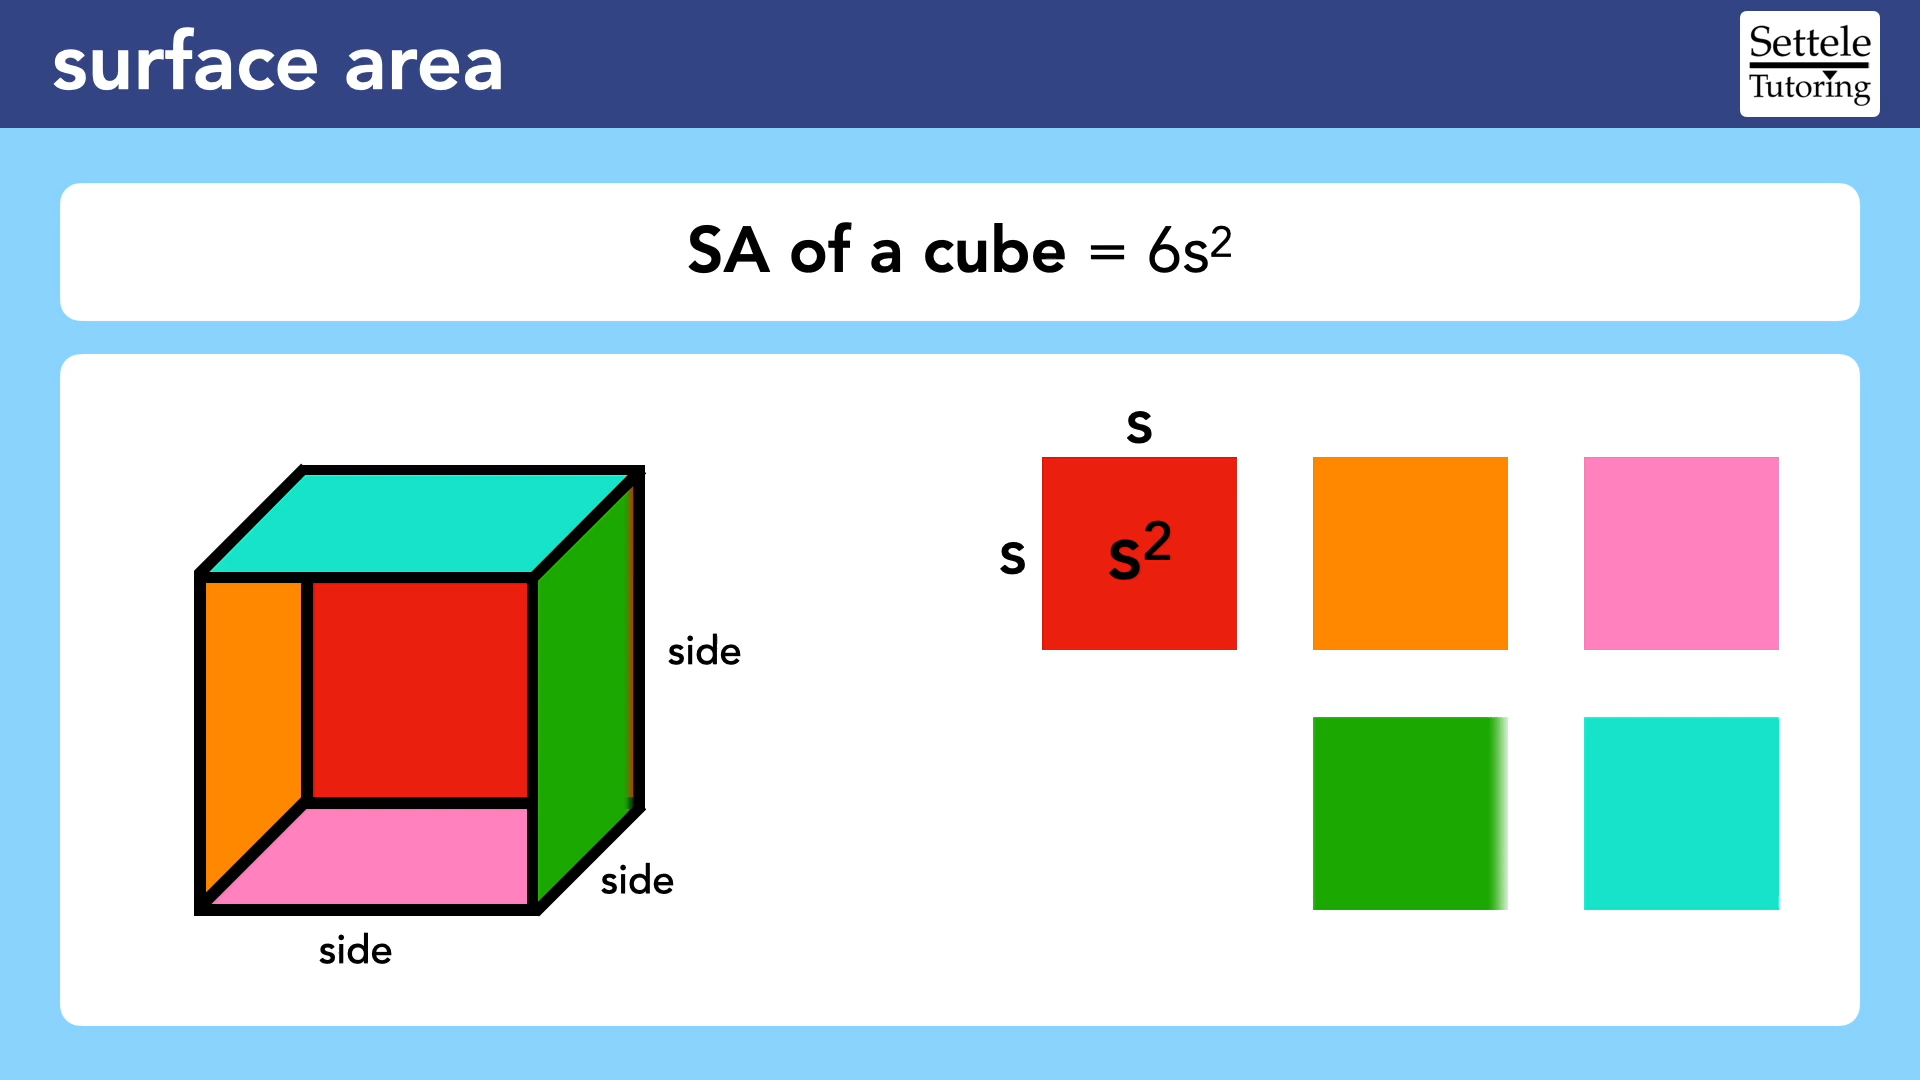 surface area
Settele
Tutoring
SA of a cube = 6s²
s
s
s²
side
side
side